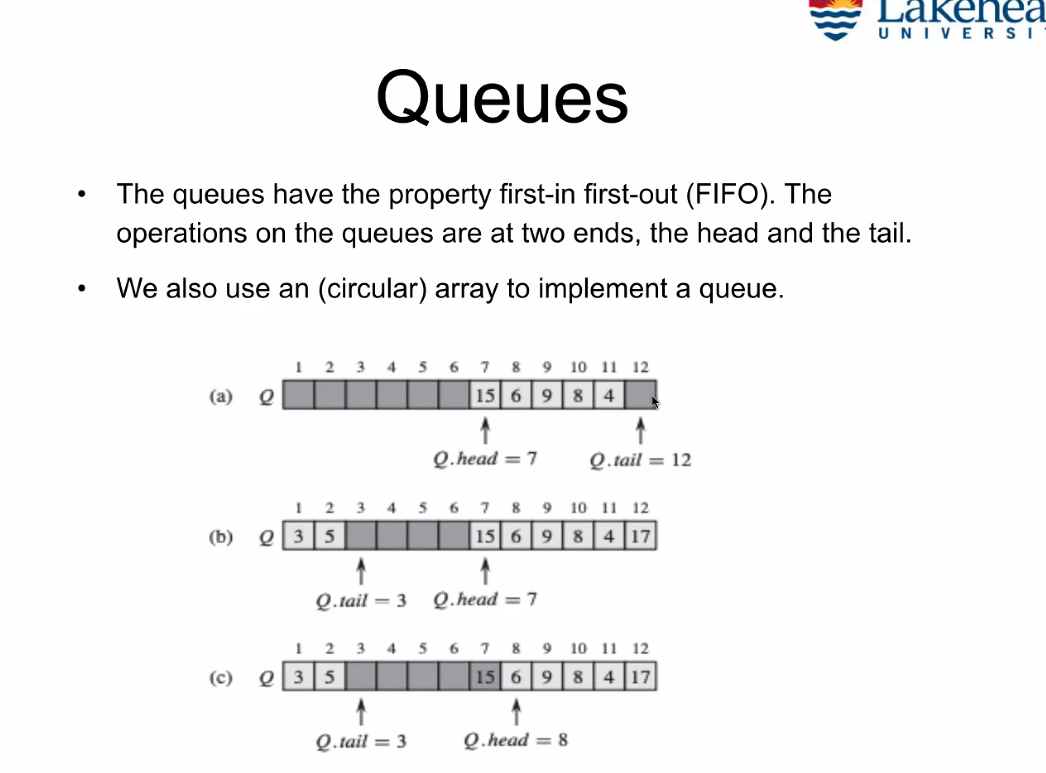 UNIVERSI
Queues
• The queues have the property first-in first-out (FIFO). The
operations on the queues are at two ends, the head and the tail.
• We also use an (circular) array to implement a queue.
1 2 3 4 5 6 7 8 9 10 11 12
(a) Q 15 6 9 8 4
Q.head = 7 Q.tail = 12
1 2 3 4 5 6 7 8 9 10 11 12
(b) Q 3 5 15 6 9 8 4 17
Q.tail = 3 Q.head = 7
1 2 3 4 5 6 7 8 9 10 11 12
(c) Q 3 5 15 6 9 8 4 17
Q.tail = 3 Q.head = 8